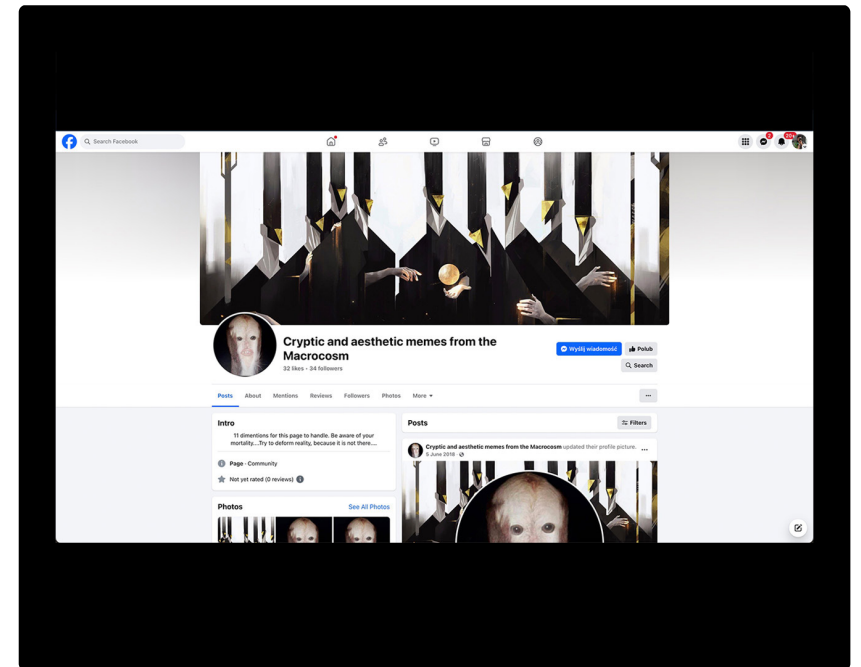 Search Facebook
2
20+
Cryptic and aesthetic memes from the
Macrocosm
32 likes • 34 followers
Wyślij wiadomość
Polub
Search
Posts
About
Mentions
Reviews
Followers
Photos
More
Intro
11 dimentions for this page to handle. Be aware of your
mortality....Try to deform reality, because it is not there....
Page · Community
Not yet rated (0 reviews)
Photos
See All Photos
Posts
Filters
Cryptic and aesthetic memes from the Macrocosm updated their profile picture.
5 June 2018 ·